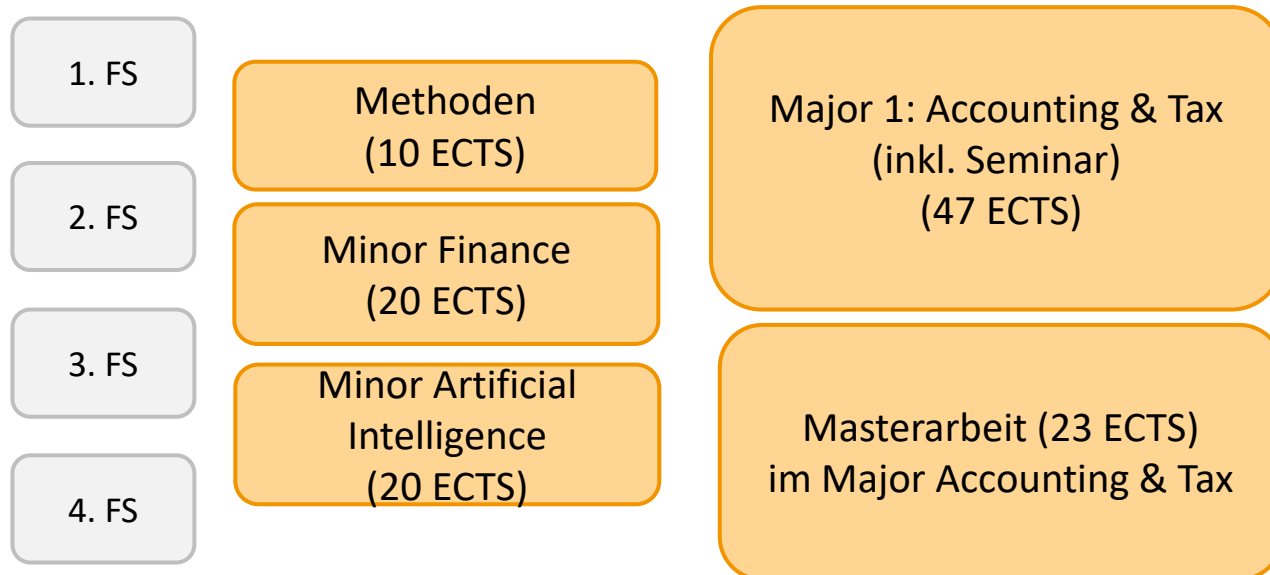 1. FS
2. FS
3. FS
4. FS
Methoden
(10 ECTS)
Minor Finance
(20 ECTS)
Minor Artificial
Intelligence
(20 ECTS)
Major 1: Accounting & Tax
(inkl. Seminar)
(47 ECTS)
Masterarbeit (23 ECTS)
im Major Accounting & Tax